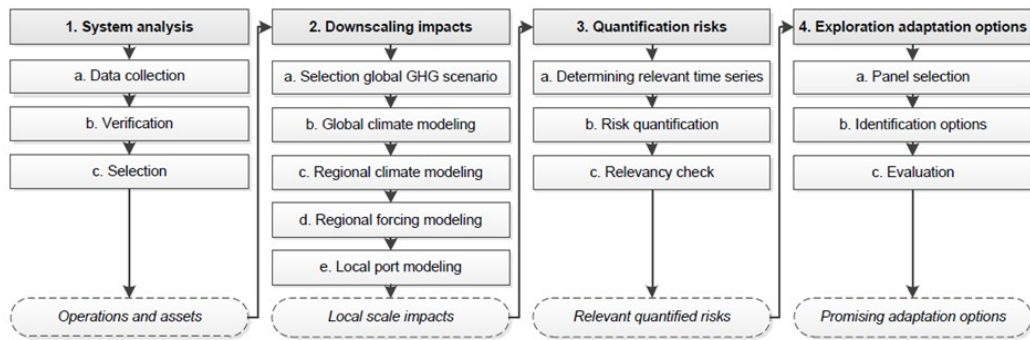 1. System analysis
a. Data collection
b. Verification
c. Selection
Operations and assets
2. Downscaling impacts
a. Selection global GHG scenario
b. Global climate modeling
c. Regional climate modeling
d. Regional forcing modeling
e. Local port modeling
Local scale impacts
3. Quantification risks
a. Determining relevant time series
b. Risk quantification
c. Relevancy check
Relevant quantified risks
4. Exploration adaptation options
a. Panel selection
b. Identification options
c. Evaluation
Promising adaptation options